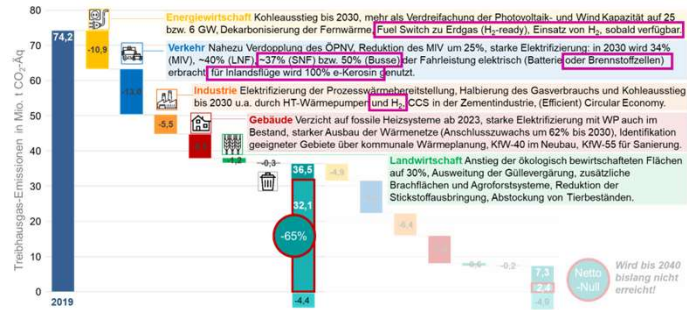 Energiewirtschaft Kohleausstieg bis 2030, mehr als Verdreifachung der Photovoltaik- und Wind Kapazität auf 25
bzw. 6 GW, Dekarbonisierung der Fernwärme, Fuel Switch zu Erdgas (H₂-ready), Einsatz von H₂, sobald verfügbar.
Verkehr Nahezu Verdopplung des ÖPNV, Reduktion des MIV um 25%, starke Elektrifizierung: in 2030 wird 34%
(MIV), ~40% (LNF), ~37% (SNF) bzw. 50% (Busse) der Fahrleistung elektrisch (Batterie oder Brennstoffzellen)
erbracht, für Inlandsflüge wird 100% e-Kerosin genutzt.
Industrie Elektrifizierung der Prozesswärmebereitstellung, Halbierung des Gasverbrauchs und Kohleausstieg
bis 2030 u.a. durch HT-Wärmepumpen und H₂, CCS in der Zementindustrie, (Efficient) Circular Economy.
Gebäude Verzicht auf fossile Heizsysteme ab 2023, starke Elektrifizierung mit WP auch im
Bestand, starker Ausbau der Wärmenetze (Anschlusszuwachs um 62% bis 2030), Identifikation
geeigneter Gebiete über kommunale Wärmeplanung, KfW-40 im Neubau, KfW-55 für Sanierung.
Landwirtschaft Anstieg der ökologisch bewirtschafteten Flächen
auf 30%, Ausweitung der Güllevergärung, zusätzliche
Brachflächen und Agroforstsysteme, Reduktion der
Stickstoffausbringung, Abstockung von Tierbeständen.
Treibhausgas-Emissionen in Mio. t CO₂-Äq
80
70
60
50
40
30
20
10
0
74,2
-10,9
-5,5
-1,2
-0,3
36,5
32,1
-65%
-4,4
-0,2
7,3
2,4
Netto
-Null
Wird bis 2040
bislang nicht
erreicht!
2019